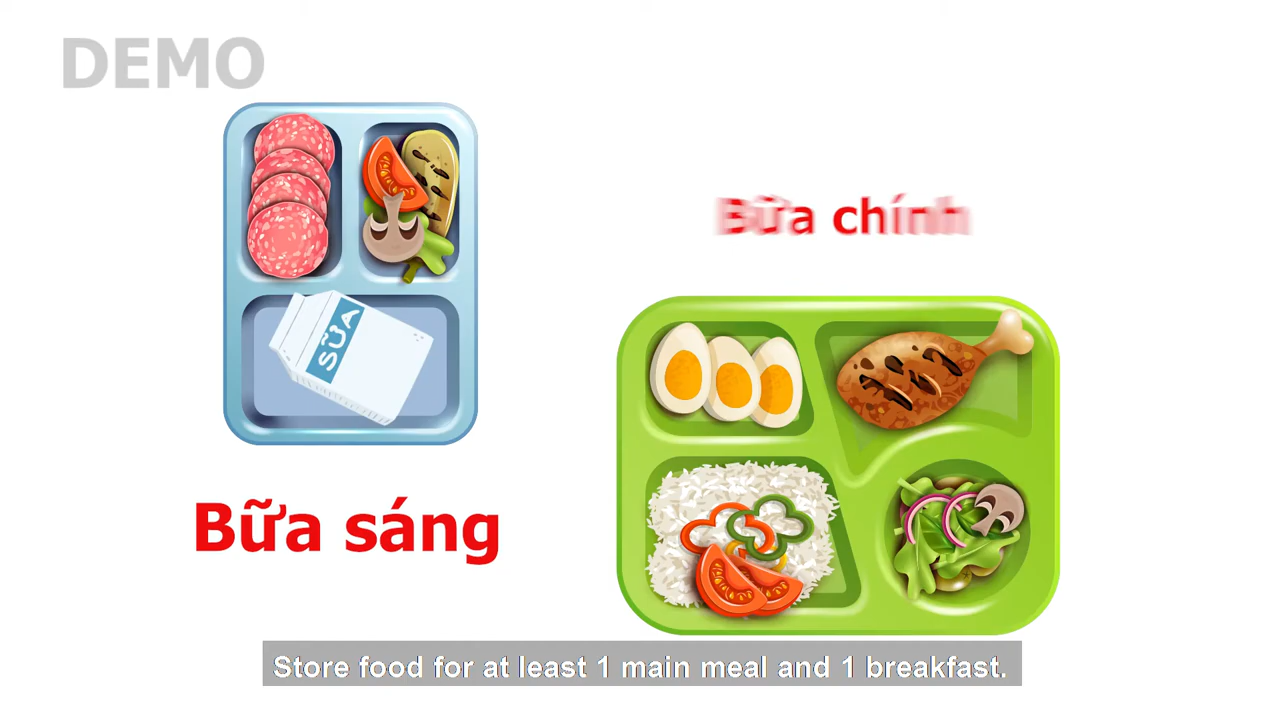 DEMO
SỮA
Bữa chính
Bữa sáng
Store food for at least 1 main meal and 1 breakfast.